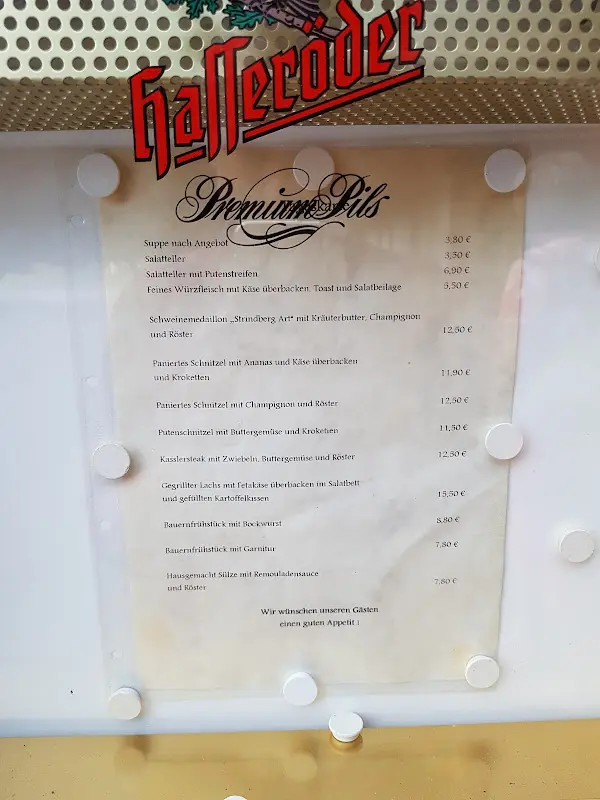 Hasseröder
Premium Pils
Suppe nach Angebot 3,80 €
Salatteller 3,50 €
Salatteller mit Putenstreifen 6,90 €
Feines Würzfleisch mit Käse überbacken, Toast und Salatbeilage 5,50 €
Schweinemedaillon „Strindberg Art" mit Kräuterbutter, Champignon
und Röster 12,50 €
Paniertes Schnitzel mit Ananas und Käse überbacken
und Kroketten 11,90 €
Paniertes Schnitzel mit Champignon und Röster 12,50 €
Putenschnitzel mit Buttergemüse und Kroketten 11,50 €
Kasslersteak mit Zwiebeln, Buttergemüse und Röster 12,50 €
Gegrillter Lachs mit Fetakäse überbacken im Salatbett
und gefüllten Kartoffelkissen 15,50 €
Bauernfrühstück mit Bockwurst 8,80 €
Bauernfrühstück mit Garnitur 7,80 €
Hausgemacht Sülze mit Remouladensauce
und Röster 7,80 €
Wir wünschen unseren Gästen
einen guten Appetit !